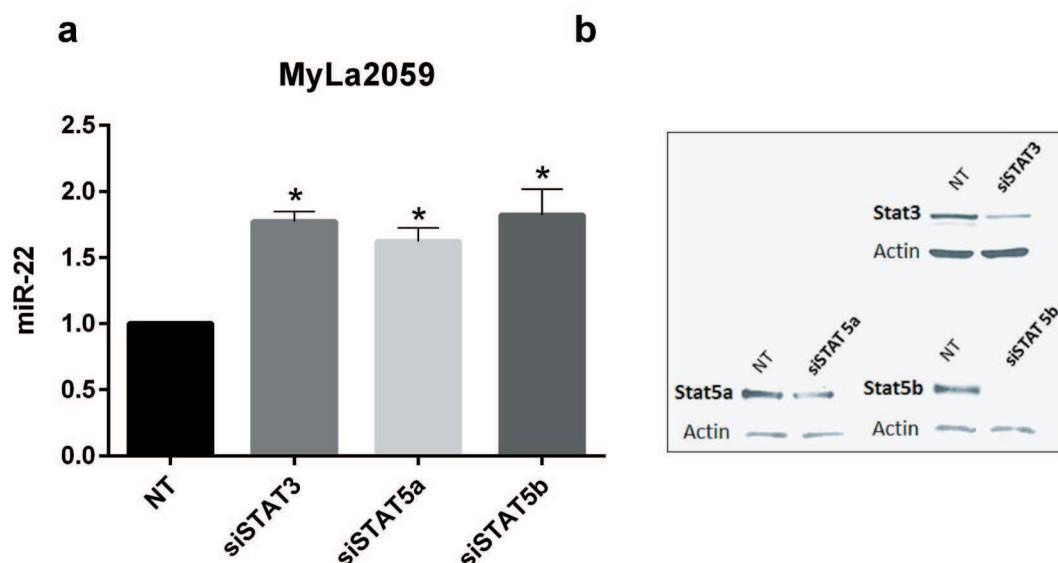 a
b
MyLa2059
miR-22
2.5
2.0
1.5
1.0
0.5
0.0
*
*
*
NT
siSTAT3
siSTAT5a
siSTAT5b
NT
siSTAT3
Stat3
Actin
NT
siSTAT 5a
Stat5a
Actin
NT
siSTAT 5b
Stat5b
Actin